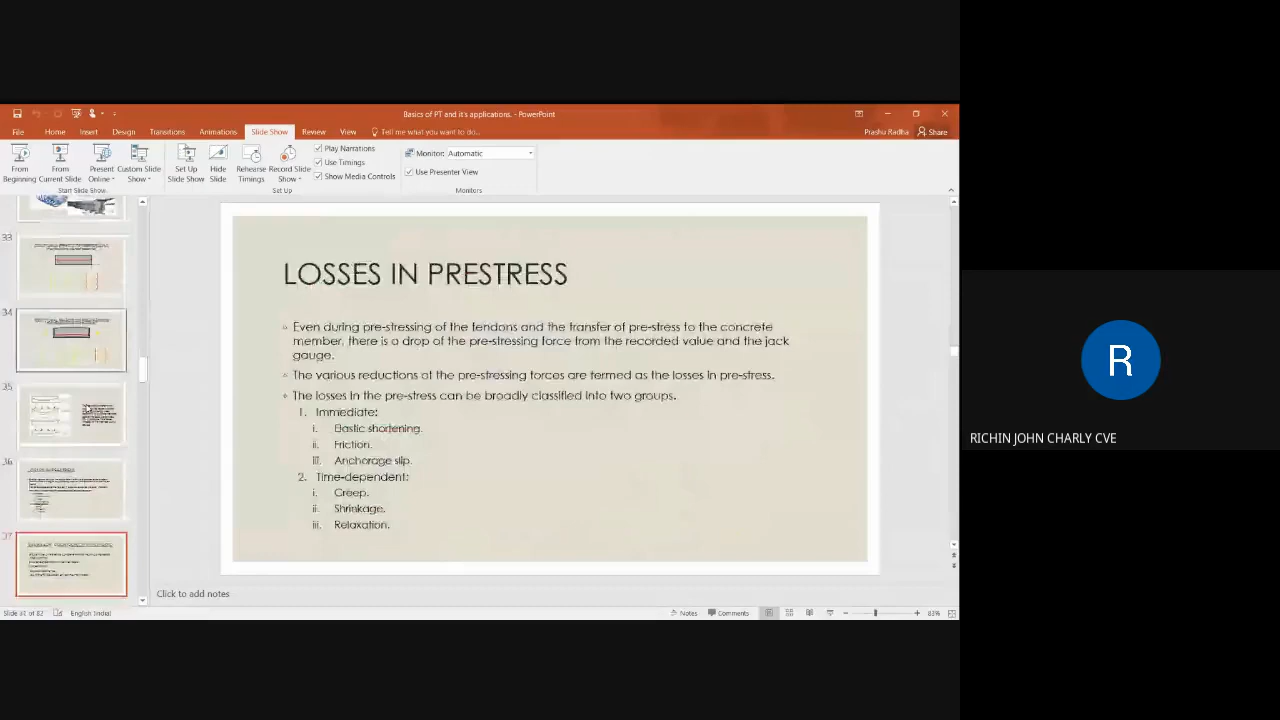 Basics of PT and it's applications. - PowerPoint
File Home Insert Design Transitions Animations Slide Show Review View Tell me what you want to do... Prashu Radha Share
From Beginning
From Current Slide
Present Online
Custom Slide Show
Set Up Slide Show
Hide Slide
Rehearse Timings
Record Slide Show
Play Narrations
Use Timings
Show Media Controls
Monitor: Automatic
Use Presenter View
Start Slide Show Set Up Monitors
33
34
35
36
37
LOSSES IN PRESTRESS
Even during pre-stressing of the tendons and the transfer of pre-stress to the concrete
member, there is a drop of the pre-stressing force from the recorded value and the jack
gauge.
The various reductions of the pre-stressing forces are termed as the losses in pre-stress.
The losses in the pre-stress can be broadly classified into two groups.
1. Immediate:
i. Elastic shortening.
ii. Friction.
iii. Anchorage slip.
2. Time-dependent:
i. Creep.
ii. Shrinkage.
iii. Relaxation.
Click to add notes
English (India) Notes Comments 83%
R
RICHIN JOHN CHARLY CVE